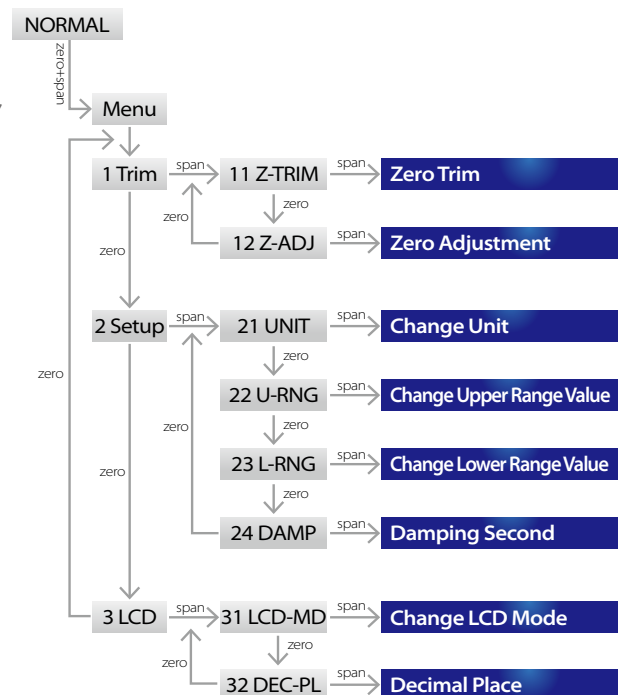 NORMAL
zero+span
Menu
1 Trim
span
11 Z-TRIM
span
Zero Trim
zero
zero
12 Z-ADJ
span
Zero Adjustment
zero
2 Setup
span
21 UNIT
span
Change Unit
zero
22 U-RNG
span
Change Upper Range Value
zero
zero
zero
23 L-RNG
span
Change Lower Range Value
zero
zero
24 DAMP
span
Damping Second
3 LCD
span
31 LCD-MD
span
Change LCD Mode
zero
zero
32 DEC-PL
span
Decimal Place